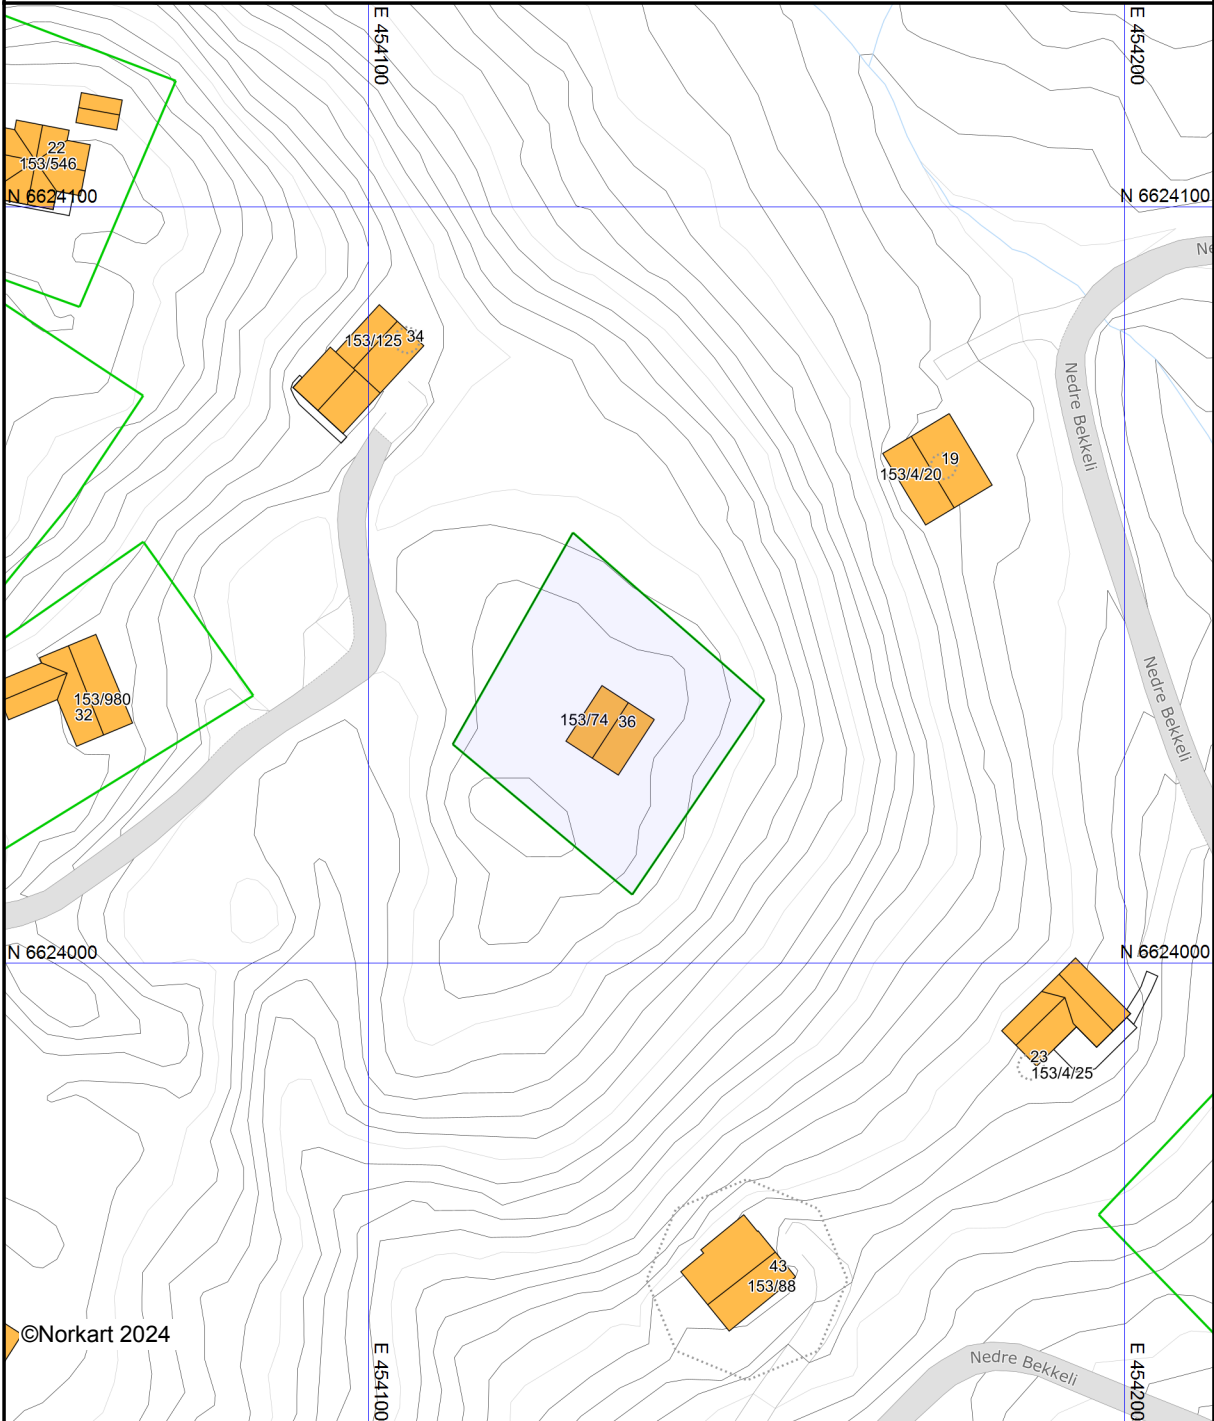 E 454100
E 454200
22
153/546
N 6624100
N 6624100
Ne
153/125
34
Nedre Bekkeli
19
153/4/20
Nedre Bekkeli
153/980
32
153/74
36
N 6624000
N 6624000
23
153/4/25
43
153/88
©Norkart 2024
E 454100
E 454200
Nedre Bekkeli